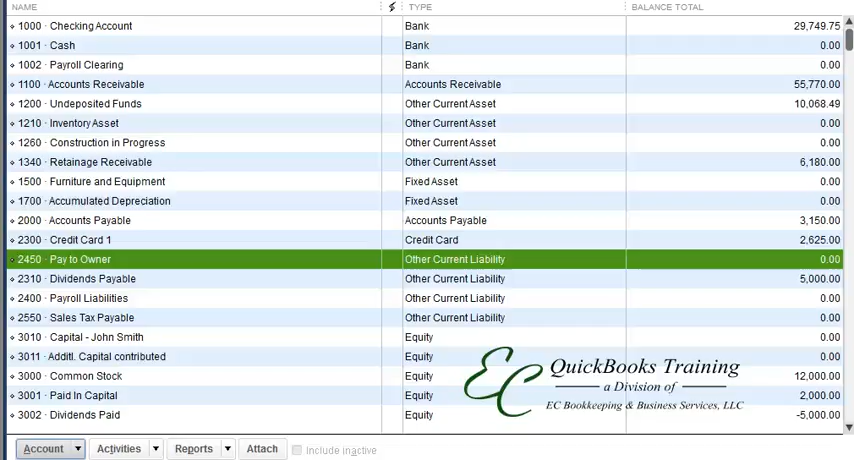 NAME TYPE BALANCE TOTAL
1000 · Checking Account Bank 29,749.75
1001 · Cash Bank 0.00
1002 · Payroll Clearing Bank 0.00
1100 · Accounts Receivable Accounts Receivable 55,770.00
1200 · Undeposited Funds Other Current Asset 10,068.49
1210 · Inventory Asset Other Current Asset 0.00
1260 · Construction in Progress Other Current Asset 0.00
1340 · Retainage Receivable Other Current Asset 6,180.00
1500 · Furniture and Equipment Fixed Asset 0.00
1700 · Accumulated Depreciation Fixed Asset 0.00
2000 · Accounts Payable Accounts Payable 3,150.00
2300 · Credit Card 1 Credit Card 2,625.00
2450 · Pay to Owner Other Current Liability 0.00
2310 · Dividends Payable Other Current Liability 5,000.00
2400 · Payroll Liabilities Other Current Liability 0.00
2550 · Sales Tax Payable Other Current Liability 0.00
3010 · Capital - John Smith Equity 0.00
3011 · Additl. Capital contributed Equity 0.00
3000 · Common Stock Equity 12,000.00
3001 · Paid In Capital Equity 2,000.00
3002 · Dividends Paid Equity -5,000.00
EC QuickBooks Training
a Division of
EC Bookkeeping & Business Services, LLC
Account Activities Reports Attach Include inactive